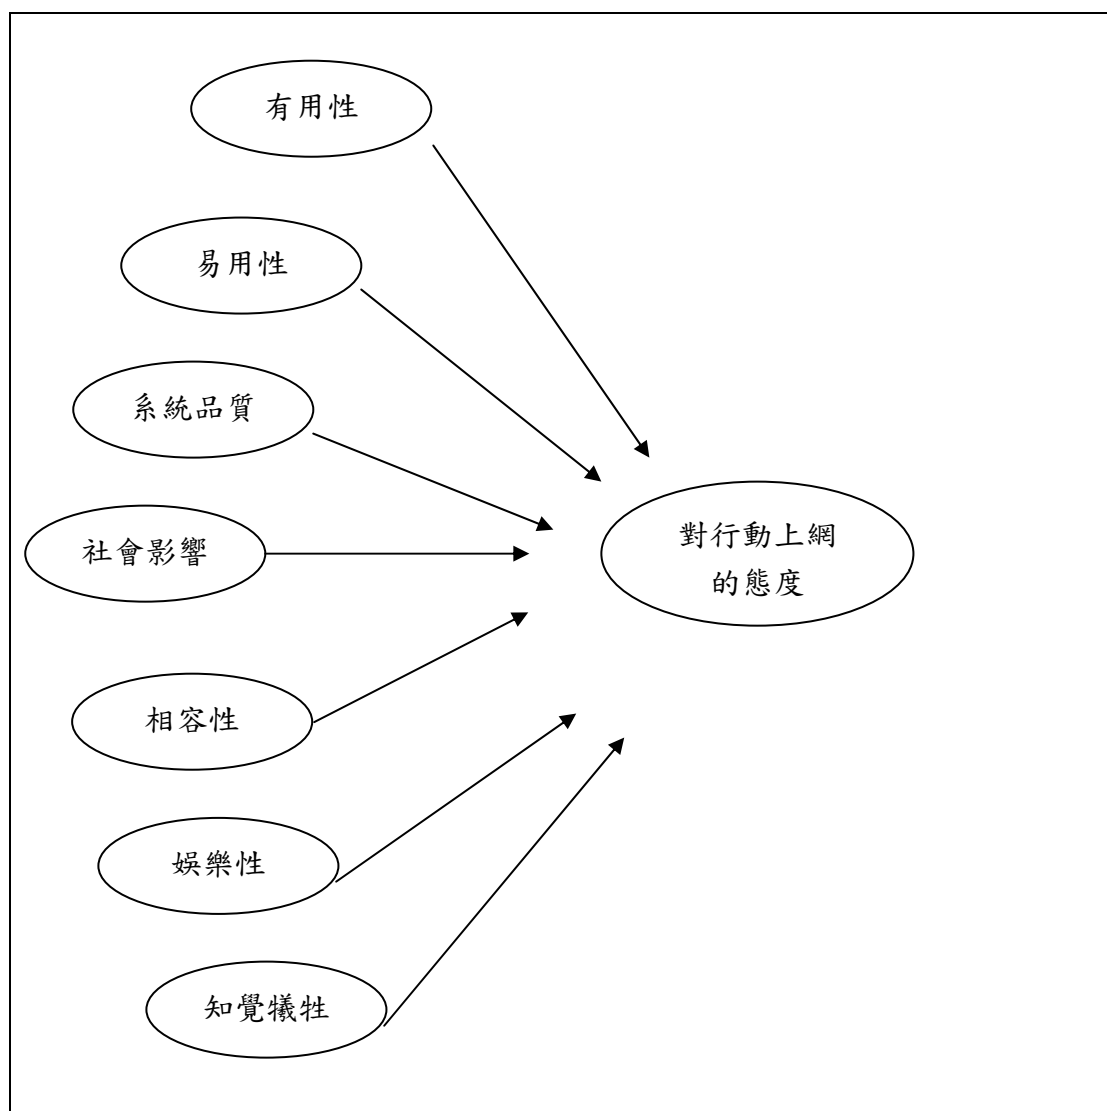 有用性
易用性
系統品質
社會影響
對行動上網
的態度
相容性
娛樂性
知覺犧牲